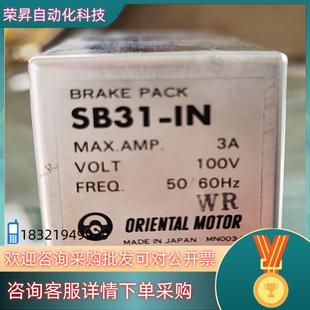 荣昇自动化科技
BRAKE PACK
SB31-IN
MAX. AMP. 3A
VOLT 100V
FREQ. 50/60Hz
WR
ORIENTAL MOTOR
MADE IN JAPAN MN003
欢迎咨询采购批发可对公开票
咨询客服详情下单采购